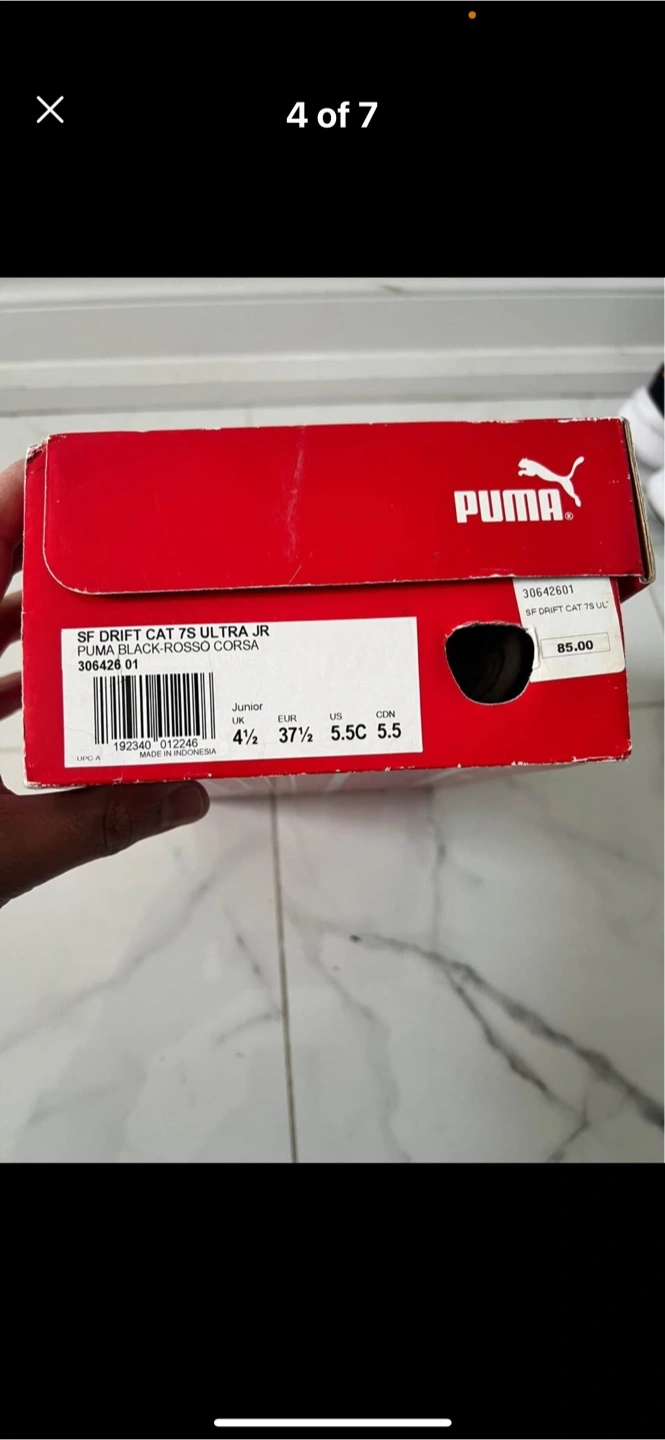 4 of 7
PUMA®
30642601
SF DRIFT CAT 7S UL
85.00
SF DRIFT CAT 7S ULTRA JR
PUMA BLACK-ROSSO CORSA
306426 01
192340 012246
UPC-A
MADE IN INDONESIA
Junior
UK EUR US CDN
4½ 37½ 5.5C 5.5